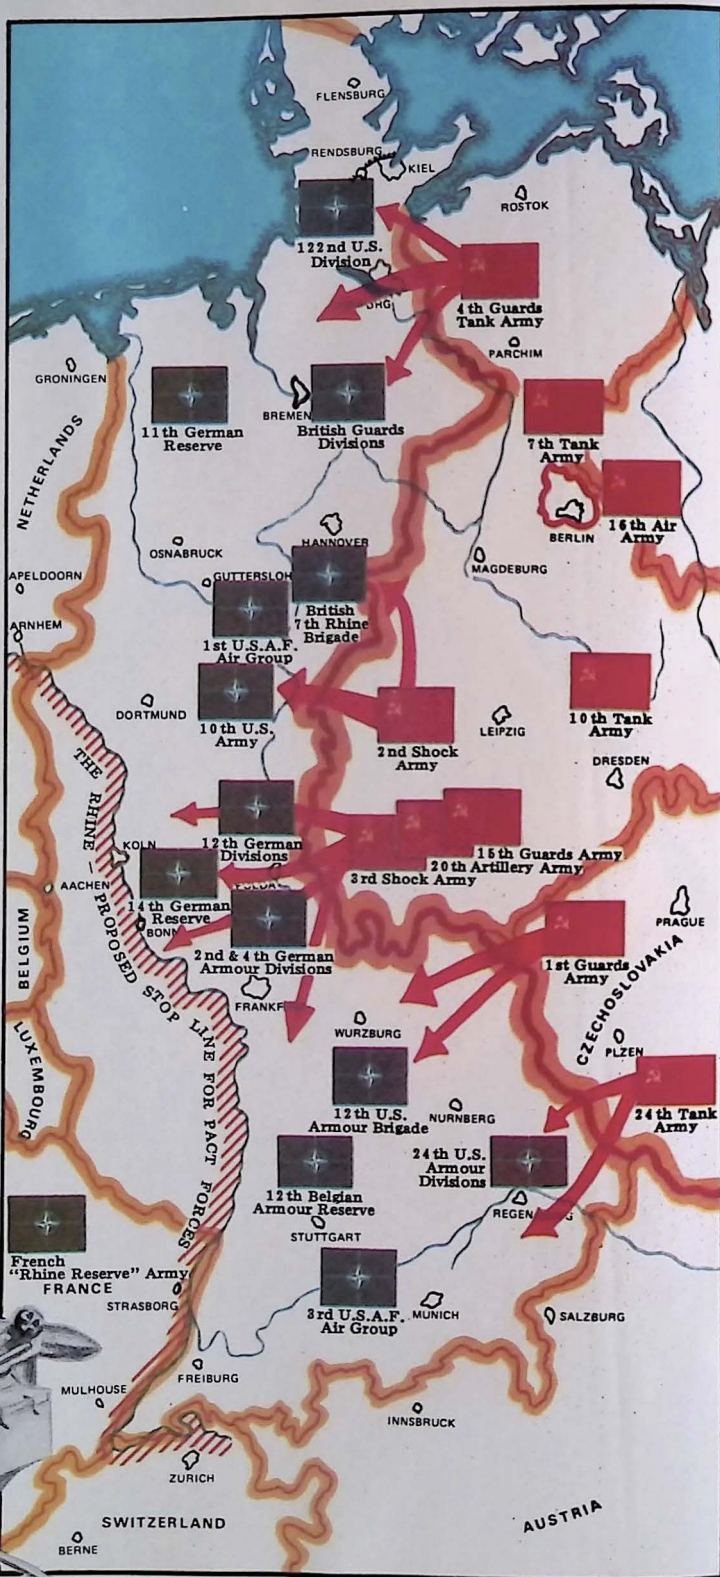 FLENSBURG
RENDSBURG
KIEL
ROSTOK
122nd U.S.
Division
4th Guards
Tank Army
PARCHIM
GRONINGEN
BREMEN
11th German
Reserve
British Guards
Divisions
7th Tank
Army
NETHERLANDS
16th Air
Army
BERLIN
HANNOVER
OSNABRUCK
MAGDEBURG
APELDOORN
GUTTERSLOH
British
7th Rhine
Brigade
ARNHEM
1st U.S.A.F.
Air Group
DORTMUND
10th U.S.
Army
2nd Shock
Army
LEIPZIG
10th Tank
Army
DRESDEN
THE RHINE – PROPOSED STOP LINE FOR PACT FORCES
KOLN
12th German
Divisions
15th Guards Army
20th Artillery Army
3rd Shock Army
AACHEN
FULDA
14th German
Reserve
BONN
2nd & 4th German
Armour Divisions
BELGIUM
PRAGUE
1st Guards
Army
CZECHOSLOVAKIA
FRANKF
WURZBURG
PLZEN
LUXEMBOURG
12th U.S.
Armour Brigade
NURNBERG
24th Tank
Army
24th U.S.
Armour
Divisions
12th Belgian
Armour Reserve
REGEN
G
STUTTGART
French
"Rhine Reserve" Army
FRANCE
STRASBORG
3rd U.S.A.F.
Air Group
MUNICH
SALZBURG
FREIBURG
MULHOUSE
INNSBRUCK
ZURICH
SWITZERLAND
AUSTRIA
BERNE